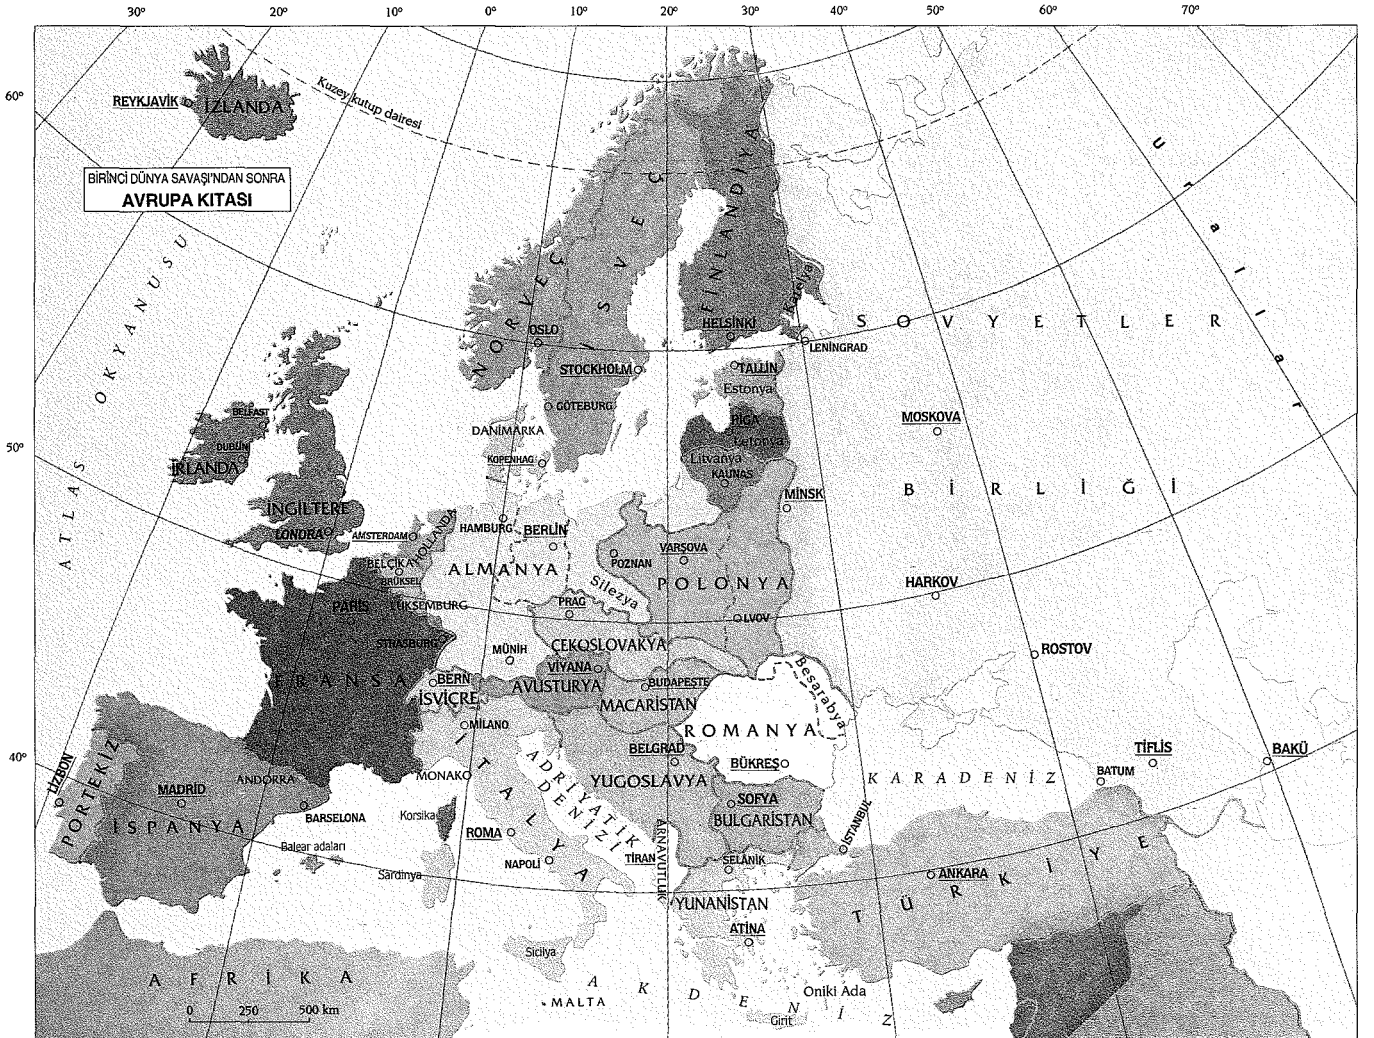 30° 20° 10° 0° 10° 20° 30° 40° 50° 60° 70°
60°
50°
40°
Kuzey kutup dairesi
REYKJAVİK
İZLANDA
BİRİNCİ DÜNYA SAVAŞI'NDAN SONRA
AVRUPA KITASI
ATLAS OKYANUSU
Urallar
NORVEÇ
İSVEÇ
FİNLANDİYA
Karelya
OSLO
HELSİNKİ
STOCKHOLM
LENİNGRAD
SOVYETLER
BİRLİĞİ
TALLİN
Estonya
GÖTEBURG
RİGA
Letonya
Litvanya
KAUNAS
MOSKOVA
MİNSK
DANİMARKA
KOPENHAG
BELFAST
DUBLİN
İRLANDA
İNGİLTERE
LONDRA
AMSTERDAM
HOLLANDA
HAMBURG
BERLİN
BELÇİKA
BRÜKSEL
ALMANYA
POZNAN
VARŞOVA
POLONYA
HARKOV
Silezya
PARİS
LÜKSEMBURG
PRAG
LVOV
STRASBURG
MÜNİH
ÇEKOSLOVAKYA
ROSTOV
VİYANA
FRANSA
BERN
İSVİÇRE
AVUSTURYA
BUDAPEŞTE
MACARİSTAN
Besarabya
MİLANO
ROMANYA
BÜKREŞ
BELGRAD
YUGOSLAVYA
TİFLİS
BAKÜ
BATUM
KARADENİZ
LİZBON
PORTEKİZ
MADRİD
İSPANYA
ANDORRA
MONAKO
BARSELONA
Korsika
Balear adaları
Sardinya
İTALYA
ADRİYATİK
DENİZİ
ROMA
NAPOLİ
TİRAN
ARNAVUTLUK
SOFYA
BULGARİSTAN
SELANİK
İSTANBUL
ANKARA
TÜRKİYE
YUNANİSTAN
ATİNA
Sicilya
AFRİKA
AKDENİZ
MALTA
Oniki Ada
Girit
0 250 500 km